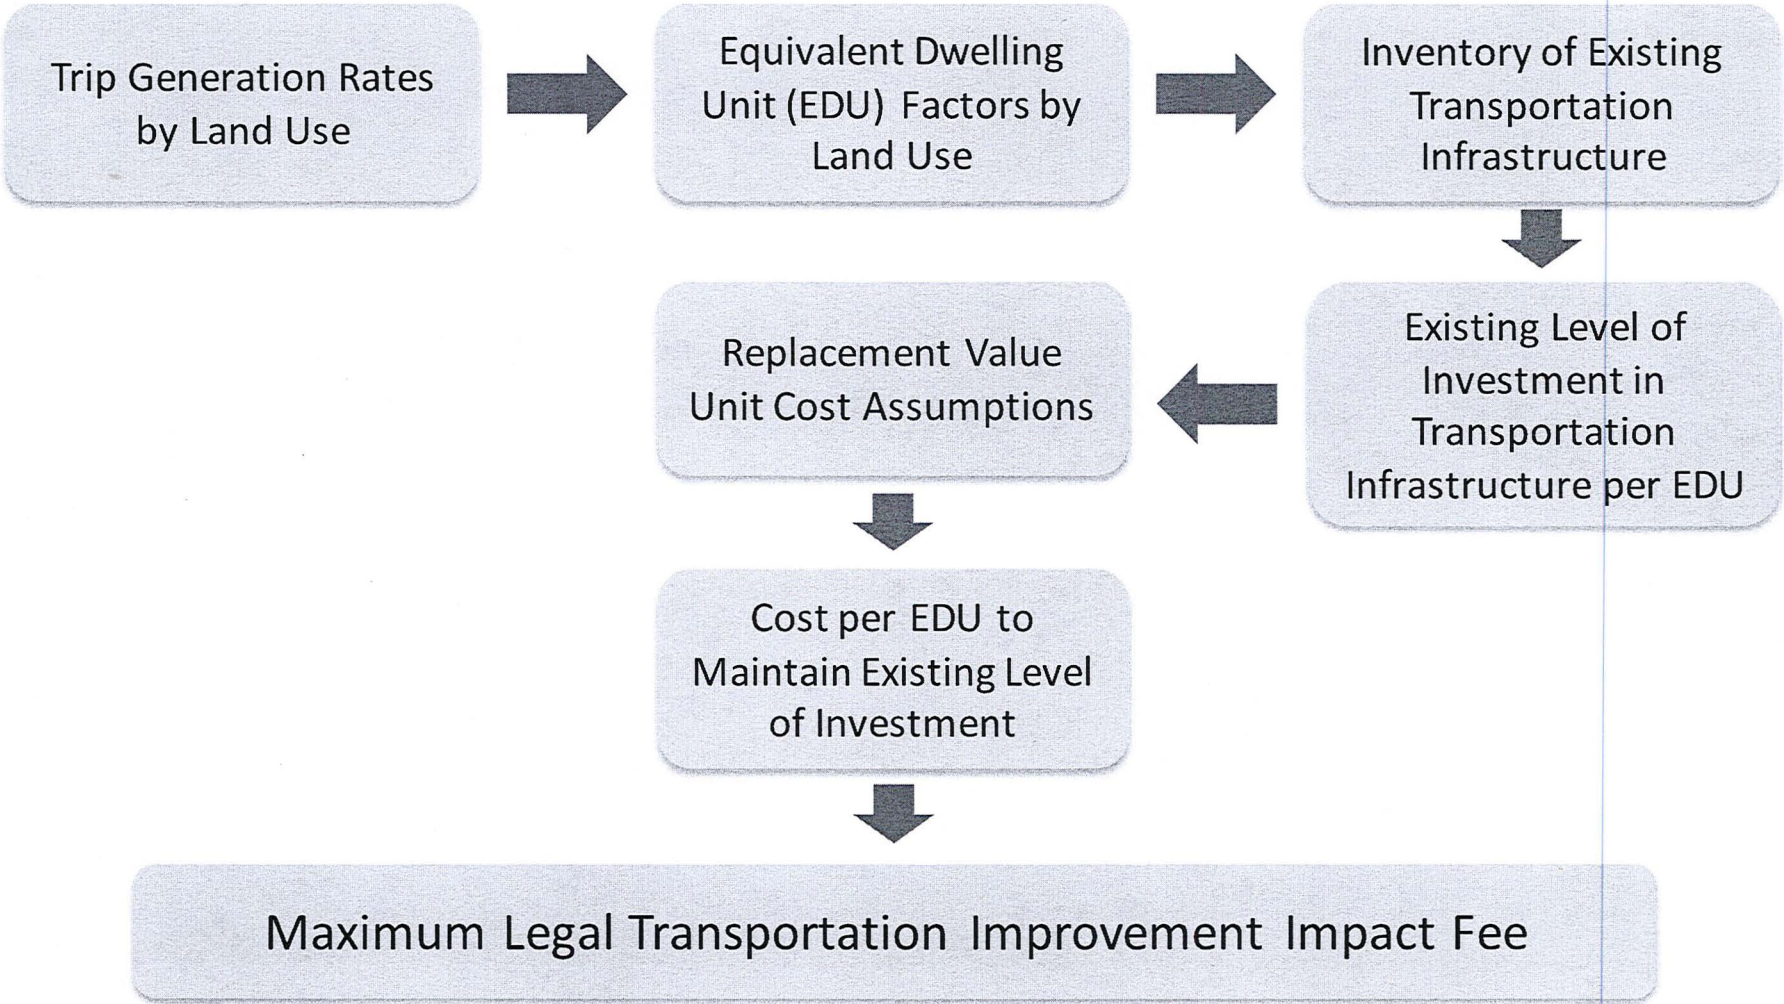 Trip Generation Rates
by Land Use
Equivalent Dwelling
Unit (EDU) Factors by
Land Use
Inventory of Existing
Transportation
Infrastructure
Existing Level of
Investment in
Transportation
Infrastructure per EDU
Replacement Value
Unit Cost Assumptions
Cost per EDU to
Maintain Existing Level
of Investment
Maximum Legal Transportation Improvement Impact Fee